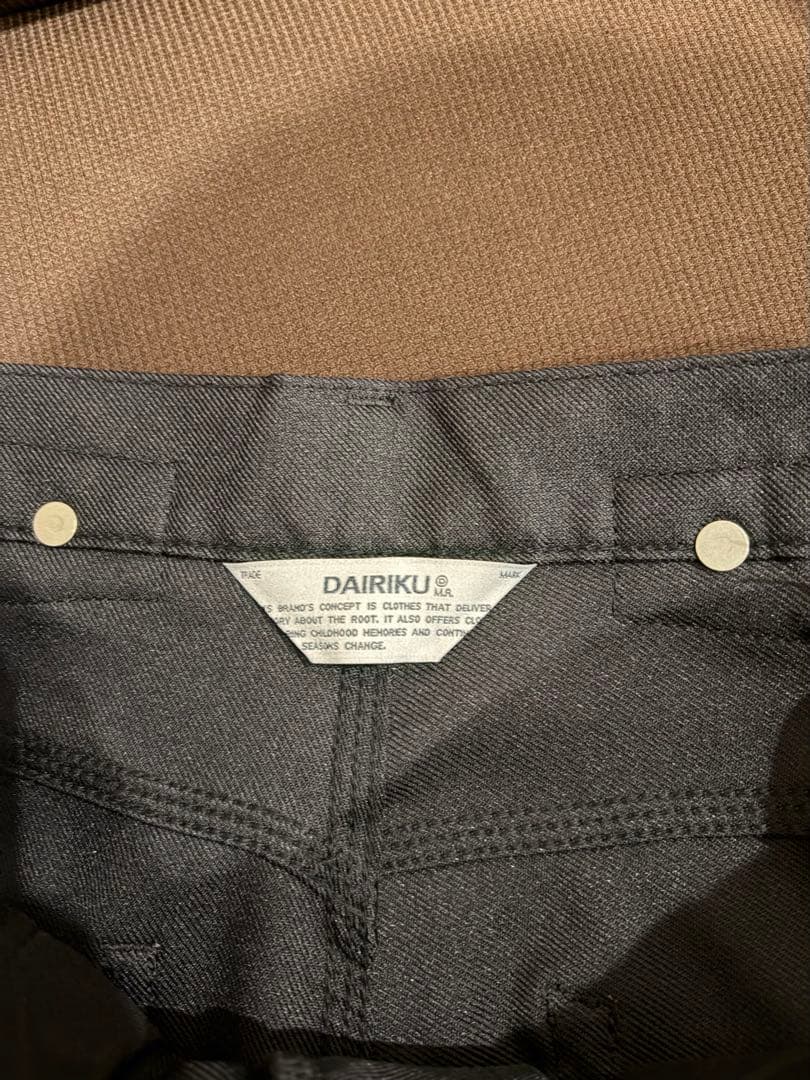 TRADE MARK
DAIRIKU ©
M.R.
BRAND'S CONCEPT IS CLOTHES THAT DELIVER
ABOUT THE ROOT. IT ALSO OFFERS
CHILDHOOD MEMORIES AND
SEASONS CHANGE.